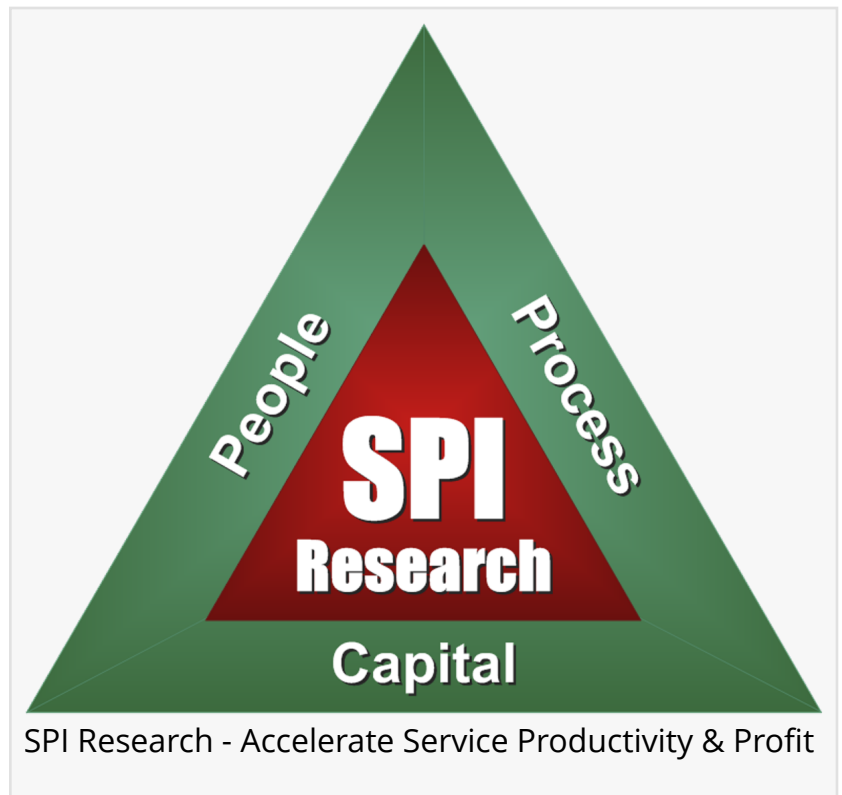 People
Process
SPI
Research
Capital
SPI Research - Accelerate Service Productivity & Profit